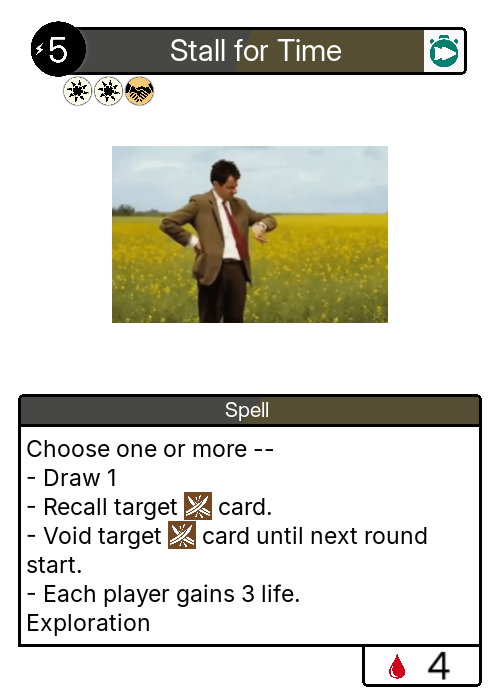 5
Stall for Time
Spell
Choose one or more --
- Draw 1
- Recall target card.
- Void target card until next round
start.
- Each player gains 3 life.
Exploration
4